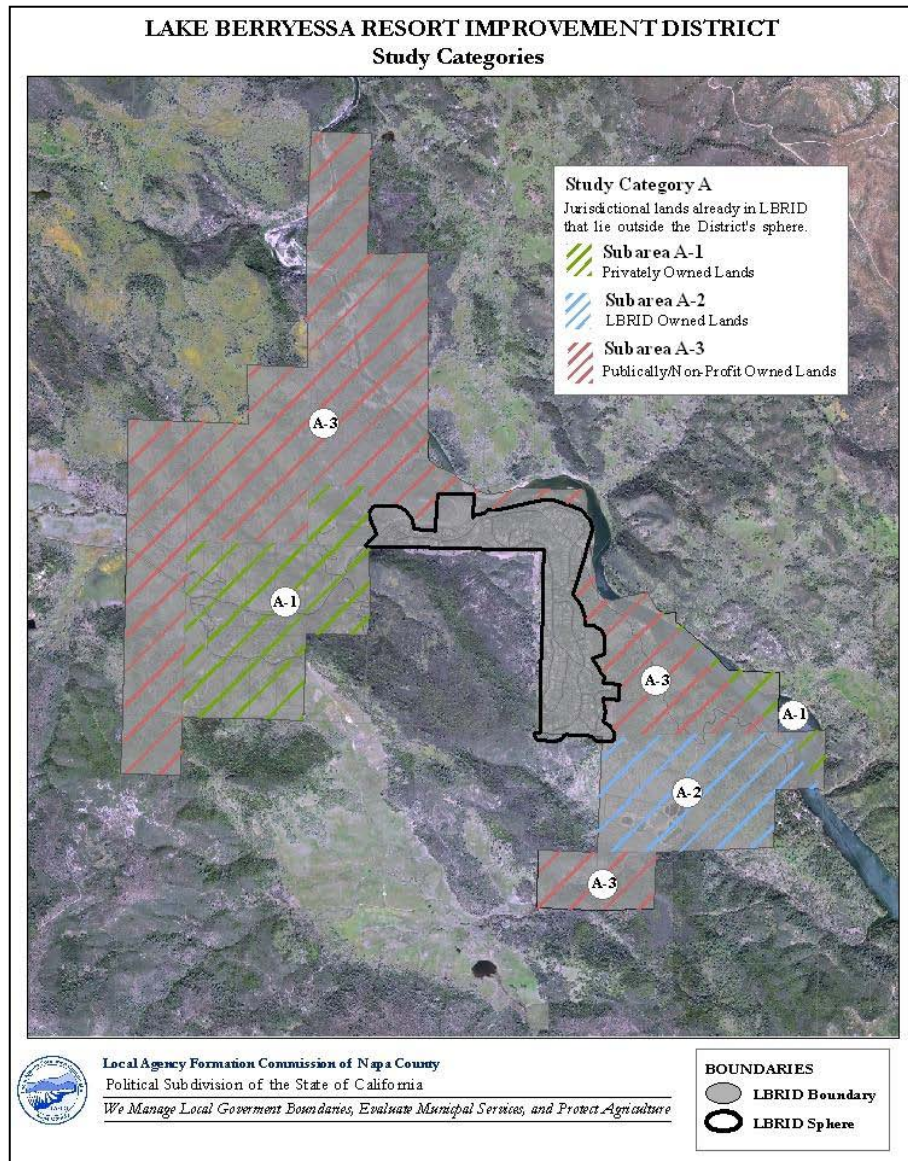 LAKE BERRYESSA RESORT IMPROVEMENT DISTRICT
Study Categories
Study Category A
Jurisdictional lands already in LBRID
that lie outside the District's sphere.
Subarea A-1
Privately Owned Lands
Subarea A-2
LBRID Owned Lands
Subarea A-3
Publically/Non-Profit Owned Lands
A-3
A-1
A-3
A-1
A-2
A-3
Local Agency Formation Commission of Napa County
Political Subdivision of the State of California
We Manage Local Goverment Boundaries, Evaluate Municpal Services, and Protect Agriculture
BOUNDARIES
LBRID Boundary
LBRID Sphere